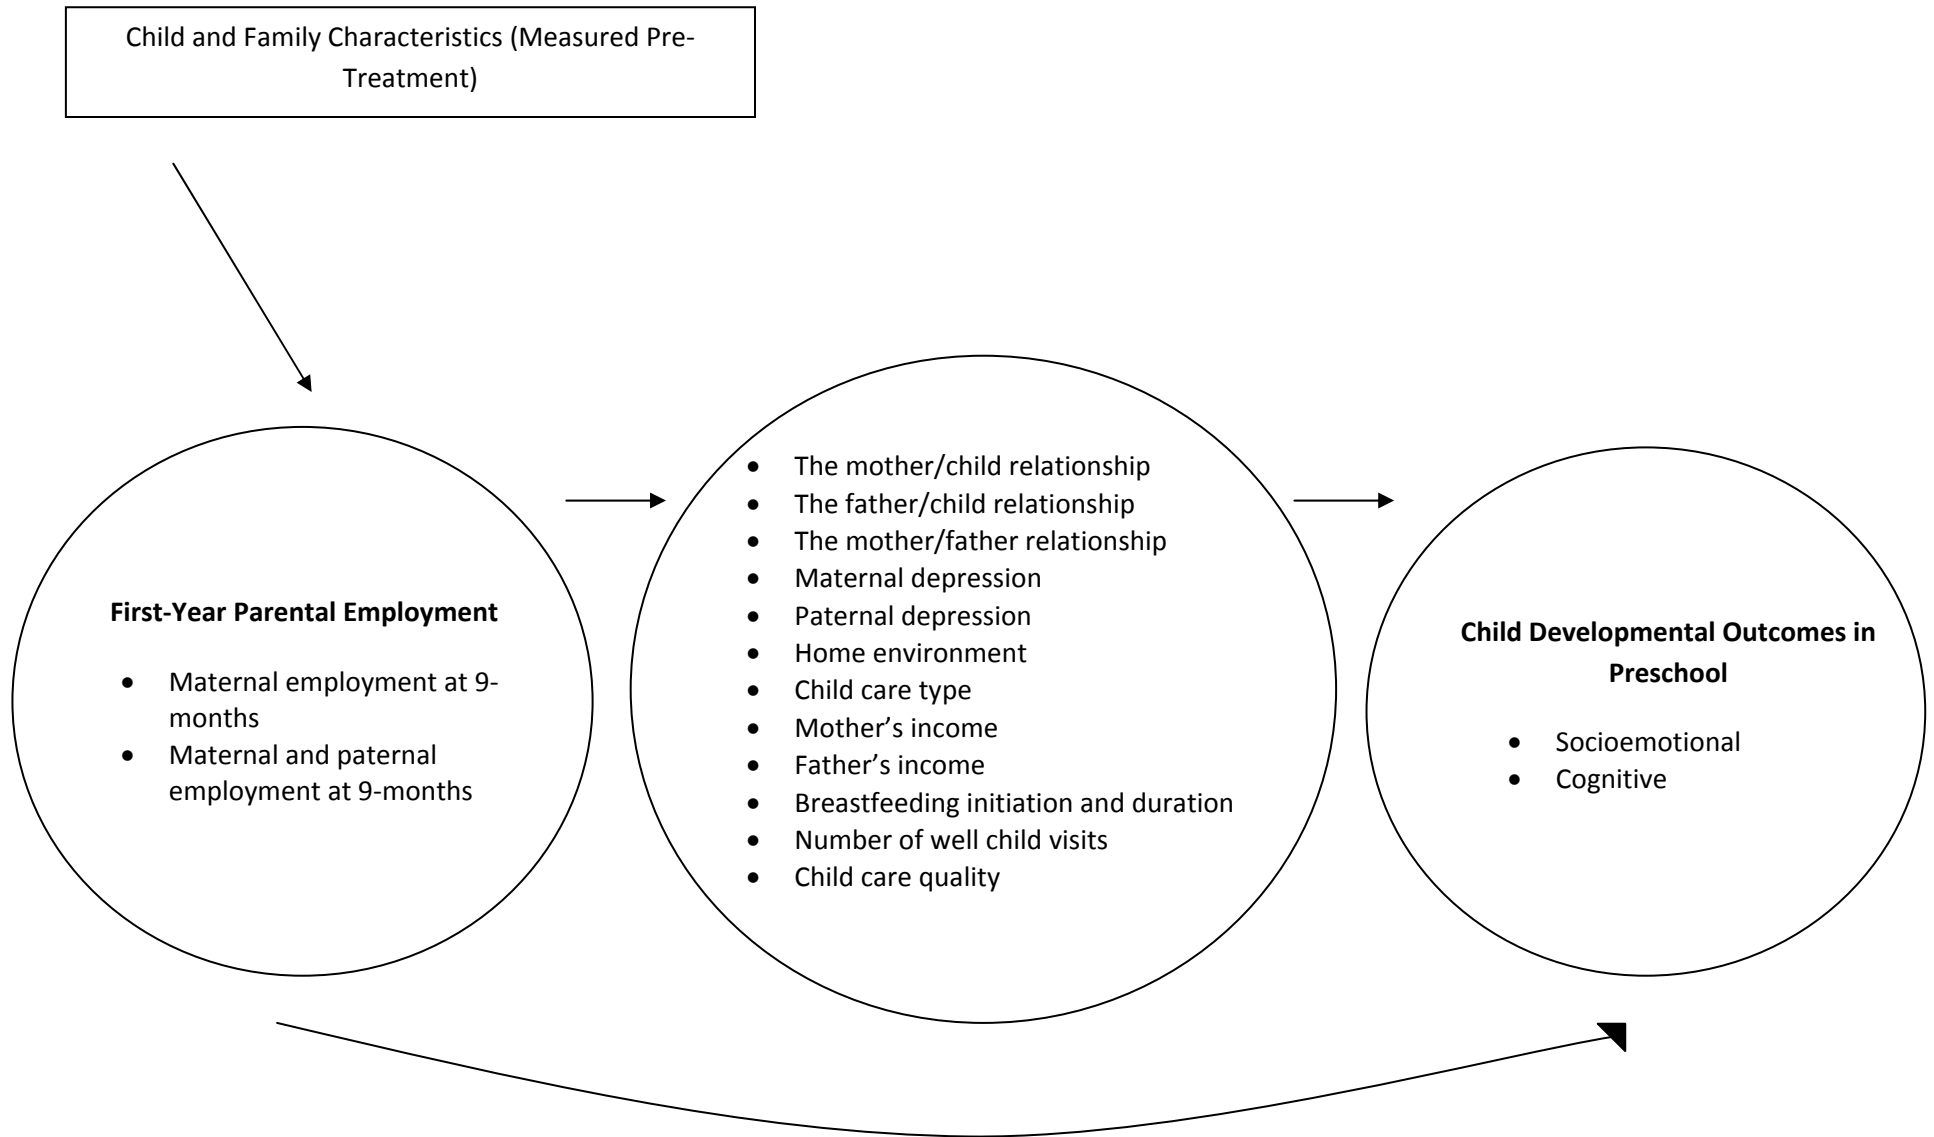 Child and Family Characteristics (Measured Pre-
Treatment)
First-Year Parental Employment
• Maternal employment at 9-
months
• Maternal and paternal
employment at 9-months
• The mother/child relationship
• The father/child relationship
• The mother/father relationship
• Maternal depression
• Paternal depression
• Home environment
• Child care type
• Mother’s income
• Father’s income
• Breastfeeding initiation and duration
• Number of well child visits
• Child care quality
Child Developmental Outcomes in
Preschool
• Socioemotional
• Cognitive